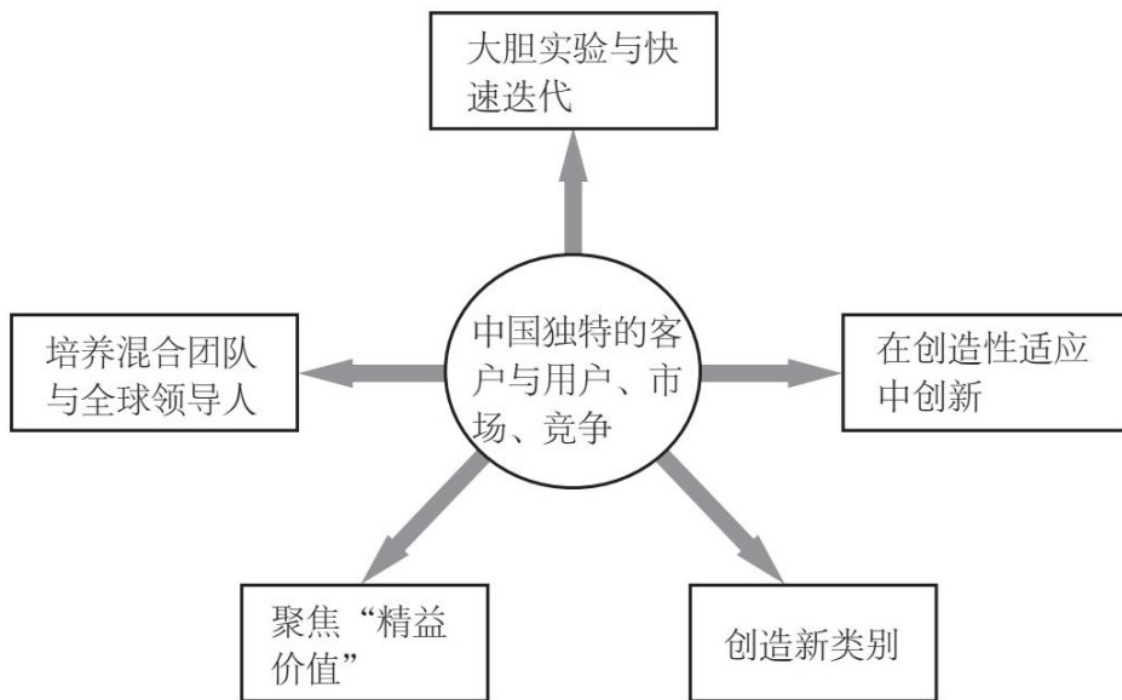 大胆实验与快
速迭代
培养混合团队
与全球领导人
中国独特的客
户与用户、市
场、竞争
在创造性适应
中创新
聚焦“精益
价值”
创造新类别